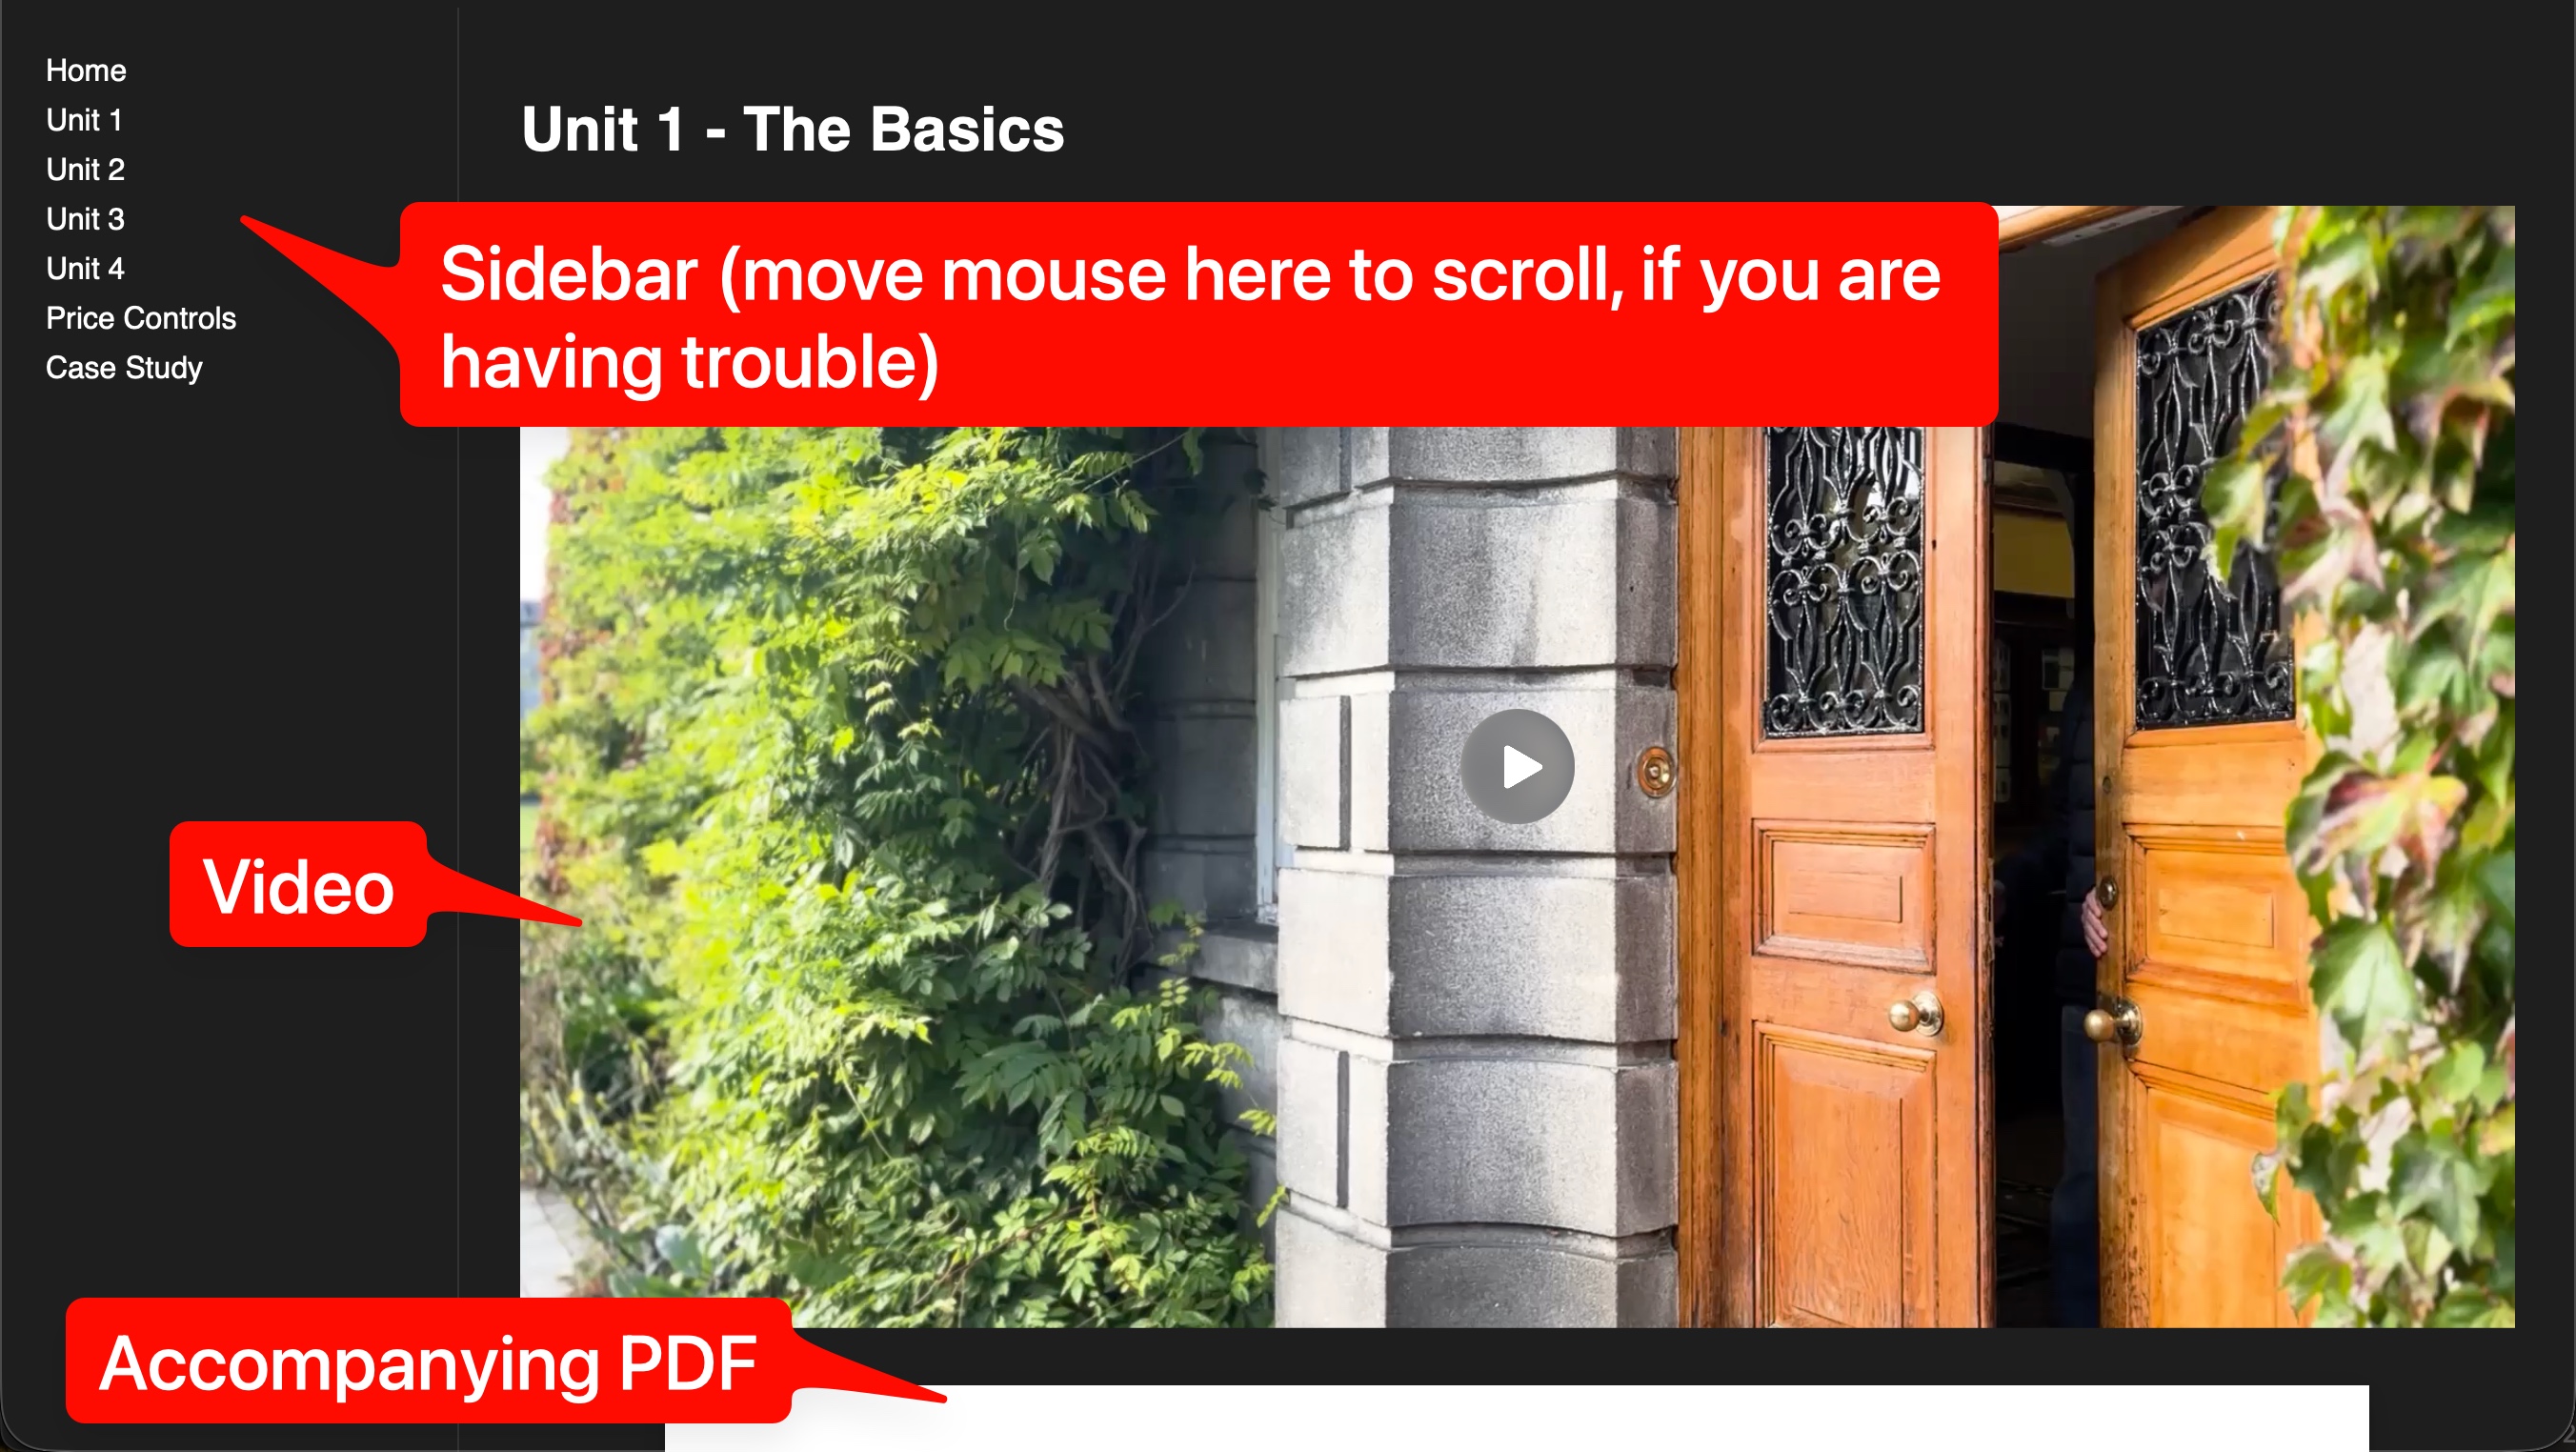 Home
Unit 1
Unit 2
Unit 3
Unit 4
Price Controls
Case Study
Unit 1 - The Basics
Sidebar (move mouse here to scroll, if you are
having trouble)
Video
Accompanying PDF